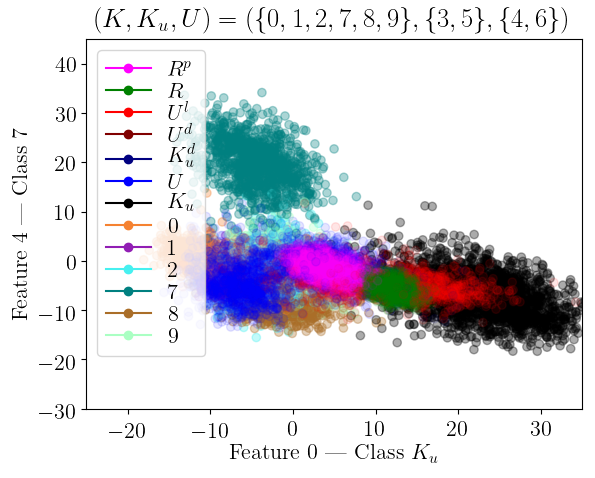 (K, K_u, U) = ({0, 1, 2, 7, 8, 9}, {3, 5}, {4, 6})
Feature 4 — Class 7
40
30
20
10
0
−10
−20
−30
R^p
R
U^l
U^d
K_u^d
U
K_u
0
1
2
7
8
9
−20 −10 0 10 20 30
Feature 0 — Class K_u